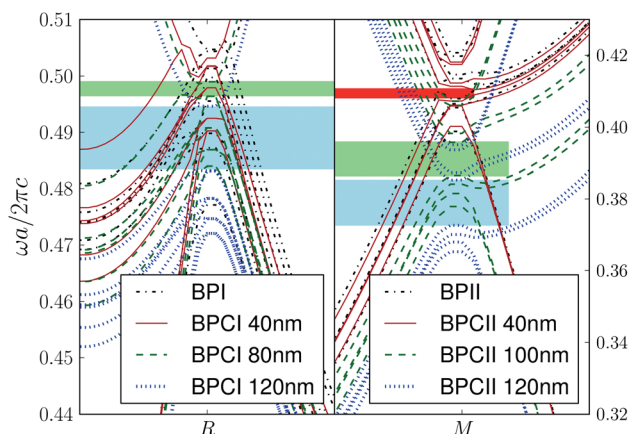 0.51
0.50
0.49
0.48
0.47
0.46
0.45
0.44
ωa/2πc
BPI
BPCI 40nm
BPCI 80nm
BPCI 120nm
R
BPII
BPCII 40nm
BPCII 100nm
BPCII 120nm
M
0.43
0.40
0.38
0.36
0.34
0.32